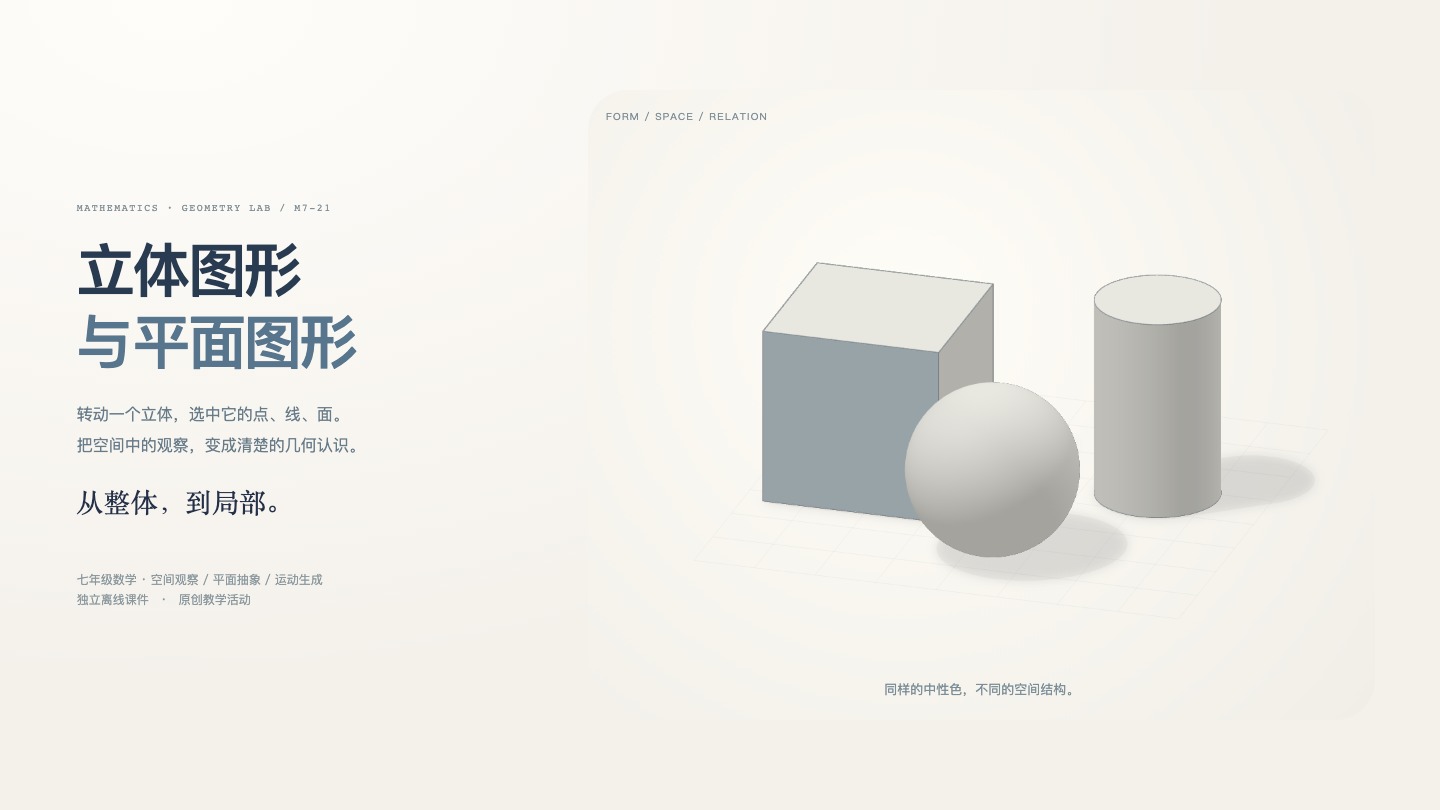 MATHEMATICS · GEOMETRY LAB / M7-21
立体图形
与平面图形
转动一个立体，选中它的点、线、面。
把空间中的观察，变成清楚的几何认识。
从整体，到局部。
七年级数学 · 空间观察 / 平面抽象 / 运动生成
独立离线课件 · 原创教学活动
FORM / SPACE / RELATION
同样的中性色，不同的空间结构。